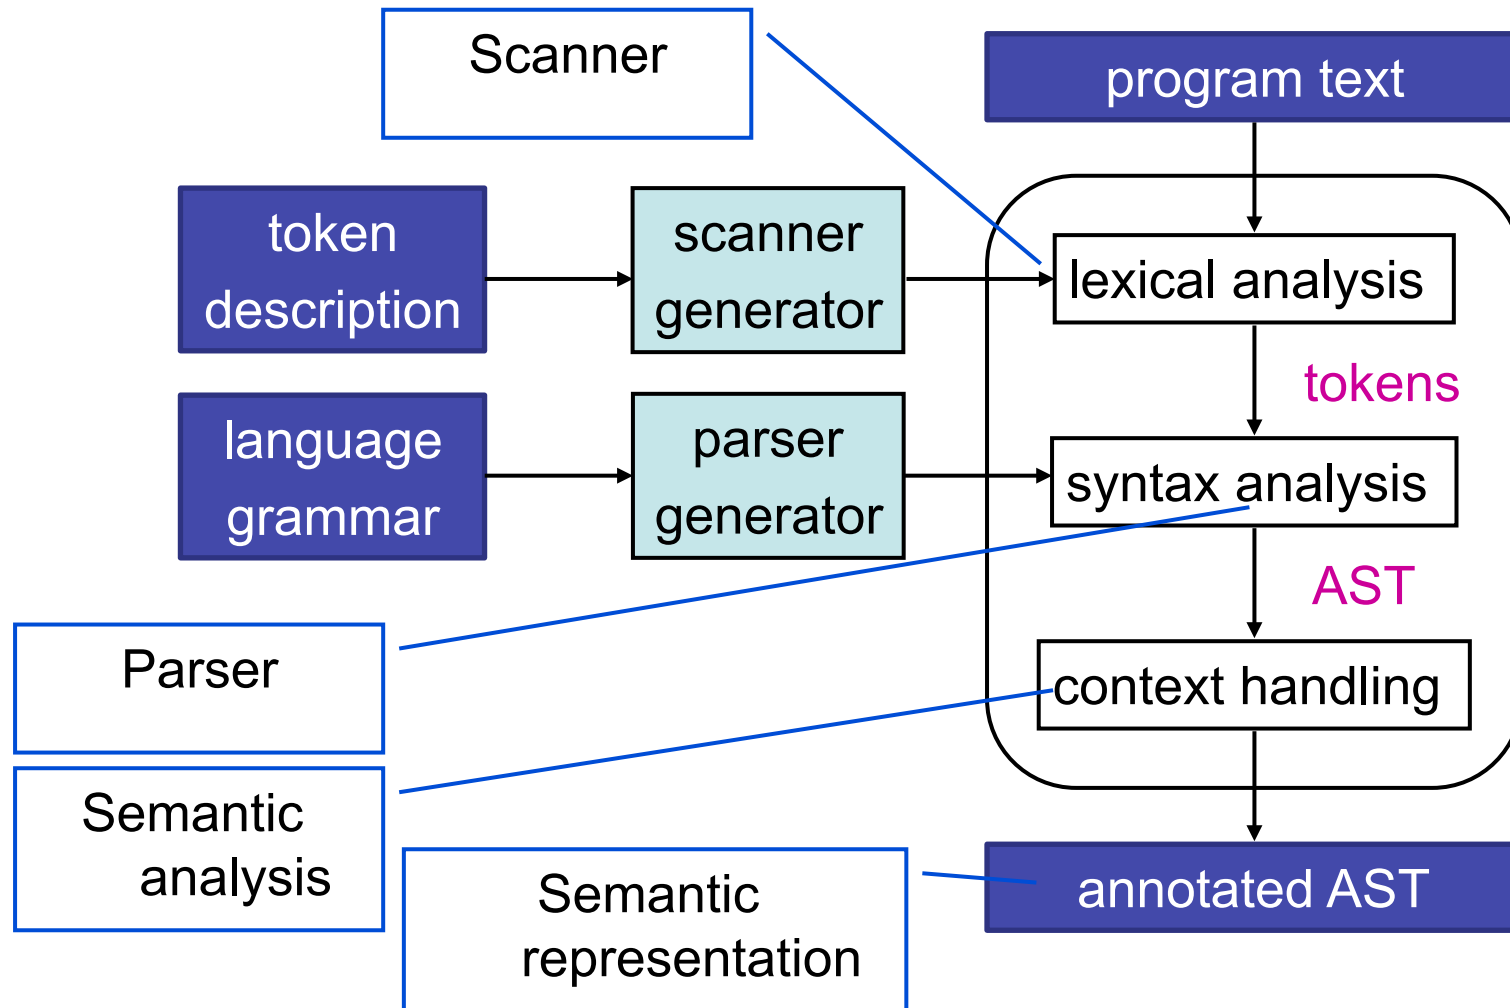 Scanner
program text
token
description
scanner
generator
lexical analysis
tokens
language
grammar
parser
generator
syntax analysis
AST
Parser
context handling
Semantic
analysis
Semantic
representation
annotated AST